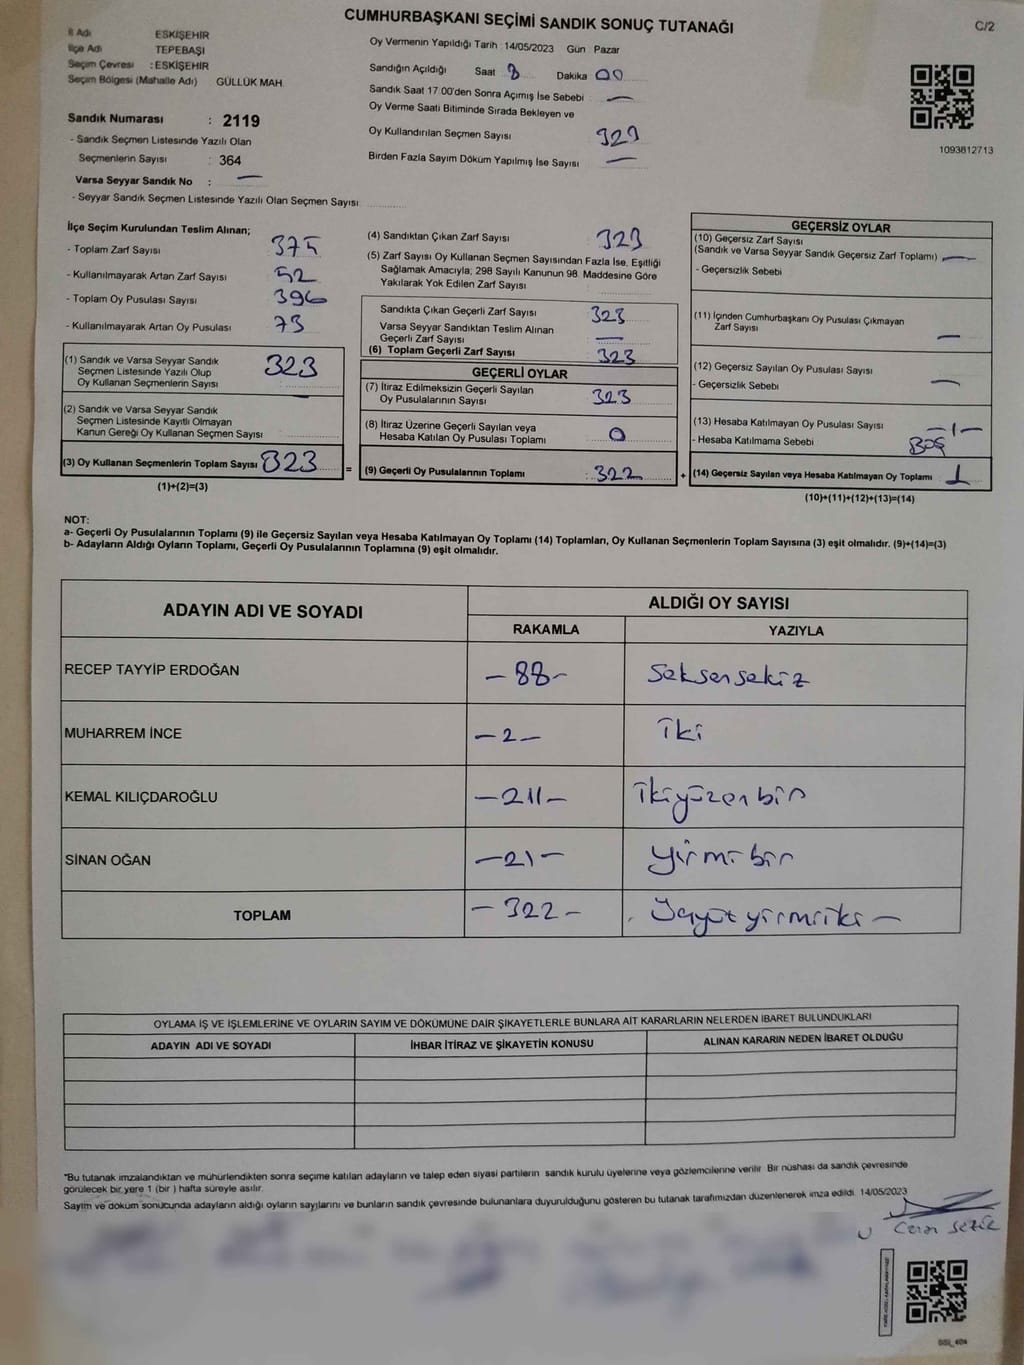 CUMHURBAŞKANI SEÇİMİ SANDIK SONUÇ TUTANAĞI
C/2
İl Adı ESKİŞEHİR
İlçe Adı TEPEBAŞI
Seçim Çevresi : ESKİŞEHİR
Seçim Bölgesi (Mahalle Adı) GÜLLÜK MAH.
Sandık Numarası : 2119
- Sandık Seçmen Listesinde Yazılı Olan
Seçmenlerin Sayısı : 364
Varsa Seyyar Sandık No : —
- Seyyar Sandık Seçmen Listesinde Yazılı Olan Seçmen Sayısı
Oy Vermenin Yapıldığı Tarih : 14/05/2023 Gün Pazar
Sandığın Açıldığı Saat 8 Dakika 00
Sandık Saat 17.00'den Sonra Açımış İse Sebebi —
Oy Verme Saati Bitiminde Sırada Bekleyen ve
Oy Kullandırılan Seçmen Sayısı 323
Birden Fazla Sayım Döküm Yapılmış İse Sayısı —
1093612713
İlçe Seçim Kurulundan Teslim Alınan;
- Toplam Zarf Sayısı 375
- Kullanılmayarak Artan Zarf Sayısı 52
- Toplam Oy Pusulası Sayısı 396
- Kullanılmayarak Artan Oy Pusulası 73
(1) Sandık ve Varsa Seyyar Sandık
Seçmen Listesinde Yazılı Olup
Oy Kullanan Seçmenlerin Sayısı 323
(2) Sandık ve Varsa Seyyar Sandık
Seçmen Listesinde Kayıtlı Olmayan
Kanun Gereği Oy Kullanan Seçmen Sayısı
(3) Oy Kullanan Seçmenlerin Toplam Sayısı 323 =
(1)+(2)=(3)
(4) Sandıktan Çıkan Zarf Sayısı 323
(5) Zarf Sayısı Oy Kullanan Seçmen Sayısından Fazla İse, Eşitliği
Sağlamak Amacıyla; 298 Sayılı Kanunun 98. Maddesine Göre
Yakılarak Yok Edilen Zarf Sayısı
Sandıkta Çıkan Geçerli Zarf Sayısı 323
Varsa Seyyar Sandıktan Teslim Alınan
Geçerli Zarf Sayısı —
(6) Toplam Geçerli Zarf Sayısı 323
GEÇERLİ OYLAR
(7) İtiraz Edilmeksizin Geçerli Sayılan
Oy Pusulalarının Sayısı 323
(8) İtiraz Üzerine Geçerli Sayılan veya
Hesaba Katılan Oy Pusulası Toplamı 0
(9) Geçerli Oy Pusulalarının Toplamı : 322 +
GEÇERSİZ OYLAR
(10) Geçersiz Zarf Sayısı
(Sandık ve Varsa Seyyar Sandık Geçersiz Zarf Toplamı) —
- Geçersizlik Sebebi
(11) İçinden Cumhurbaşkanı Oy Pusulası Çıkmayan
Zarf Sayısı —
(12) Geçersiz Sayılan Oy Pusulası Sayısı —
- Geçersizlik Sebebi
(13) Hesaba Katılmayan Oy Pusulası Sayısı -1-
- Hesaba Katılmama Sebebi BOŞ
(14) Geçersiz Sayılan veya Hesaba Katılmayan Oy Toplamı 1
(10)+(11)+(12)+(13)=(14)
NOT:
a- Geçerli Oy Pusulalarının Toplamı (9) ile Geçersiz Sayılan veya Hesaba Katılmayan Oy Toplamı (14) Toplamları, Oy Kullanan Seçmenlerin Toplam Sayısına (3) eşit olmalıdır. (9)+(14)=(3)
b- Adayların Aldığı Oyların Toplamı, Geçerli Oy Pusulalarının Toplamına (9) eşit olmalıdır.
ADAYIN ADI VE SOYADI ALDIĞI OY SAYISI
RAKAMLA YAZIYLA
RECEP TAYYİP ERDOĞAN -88- Seksensekiz
MUHARREM İNCE -2- iki
KEMAL KILIÇDAROĞLU -211- ikiyüzonbir
SİNAN OĞAN -21- yirmibir
TOPLAM -322- üçyüzyirmiiki —
OYLAMA İŞ VE İŞLEMLERİNE VE OYLARIN SAYIM VE DÖKÜMÜNE DAİR ŞİKAYETLERLE BUNLARA AİT KARARLARIN NELERDEN İBARET BULUNDUKLARI
ADAYIN ADI VE SOYADI İHBAR İTİRAZ VE ŞİKAYETİN KONUSU ALINAN KARARIN NEDEN İBARET OLDUĞU
*Bu tutanak imzalandıktan ve mühürlendikten sonra seçime katılan adayların ve talep eden siyasi partilerin sandık kurulu üyelerine veya gözlemcilerine verilir. Bir nüshası da sandık çevresinde
görülecek bir yere 1 (bir ) hafta süreyle asılır.
Sayım ve döküm sonucunda adayların aldığı oyların sayılarını ve bunların sandık çevresinde bulunanlara duyurulduğunu gösteren bu tutanak tarafımızdan düzenlenerek imza edildi. 14/05/2023